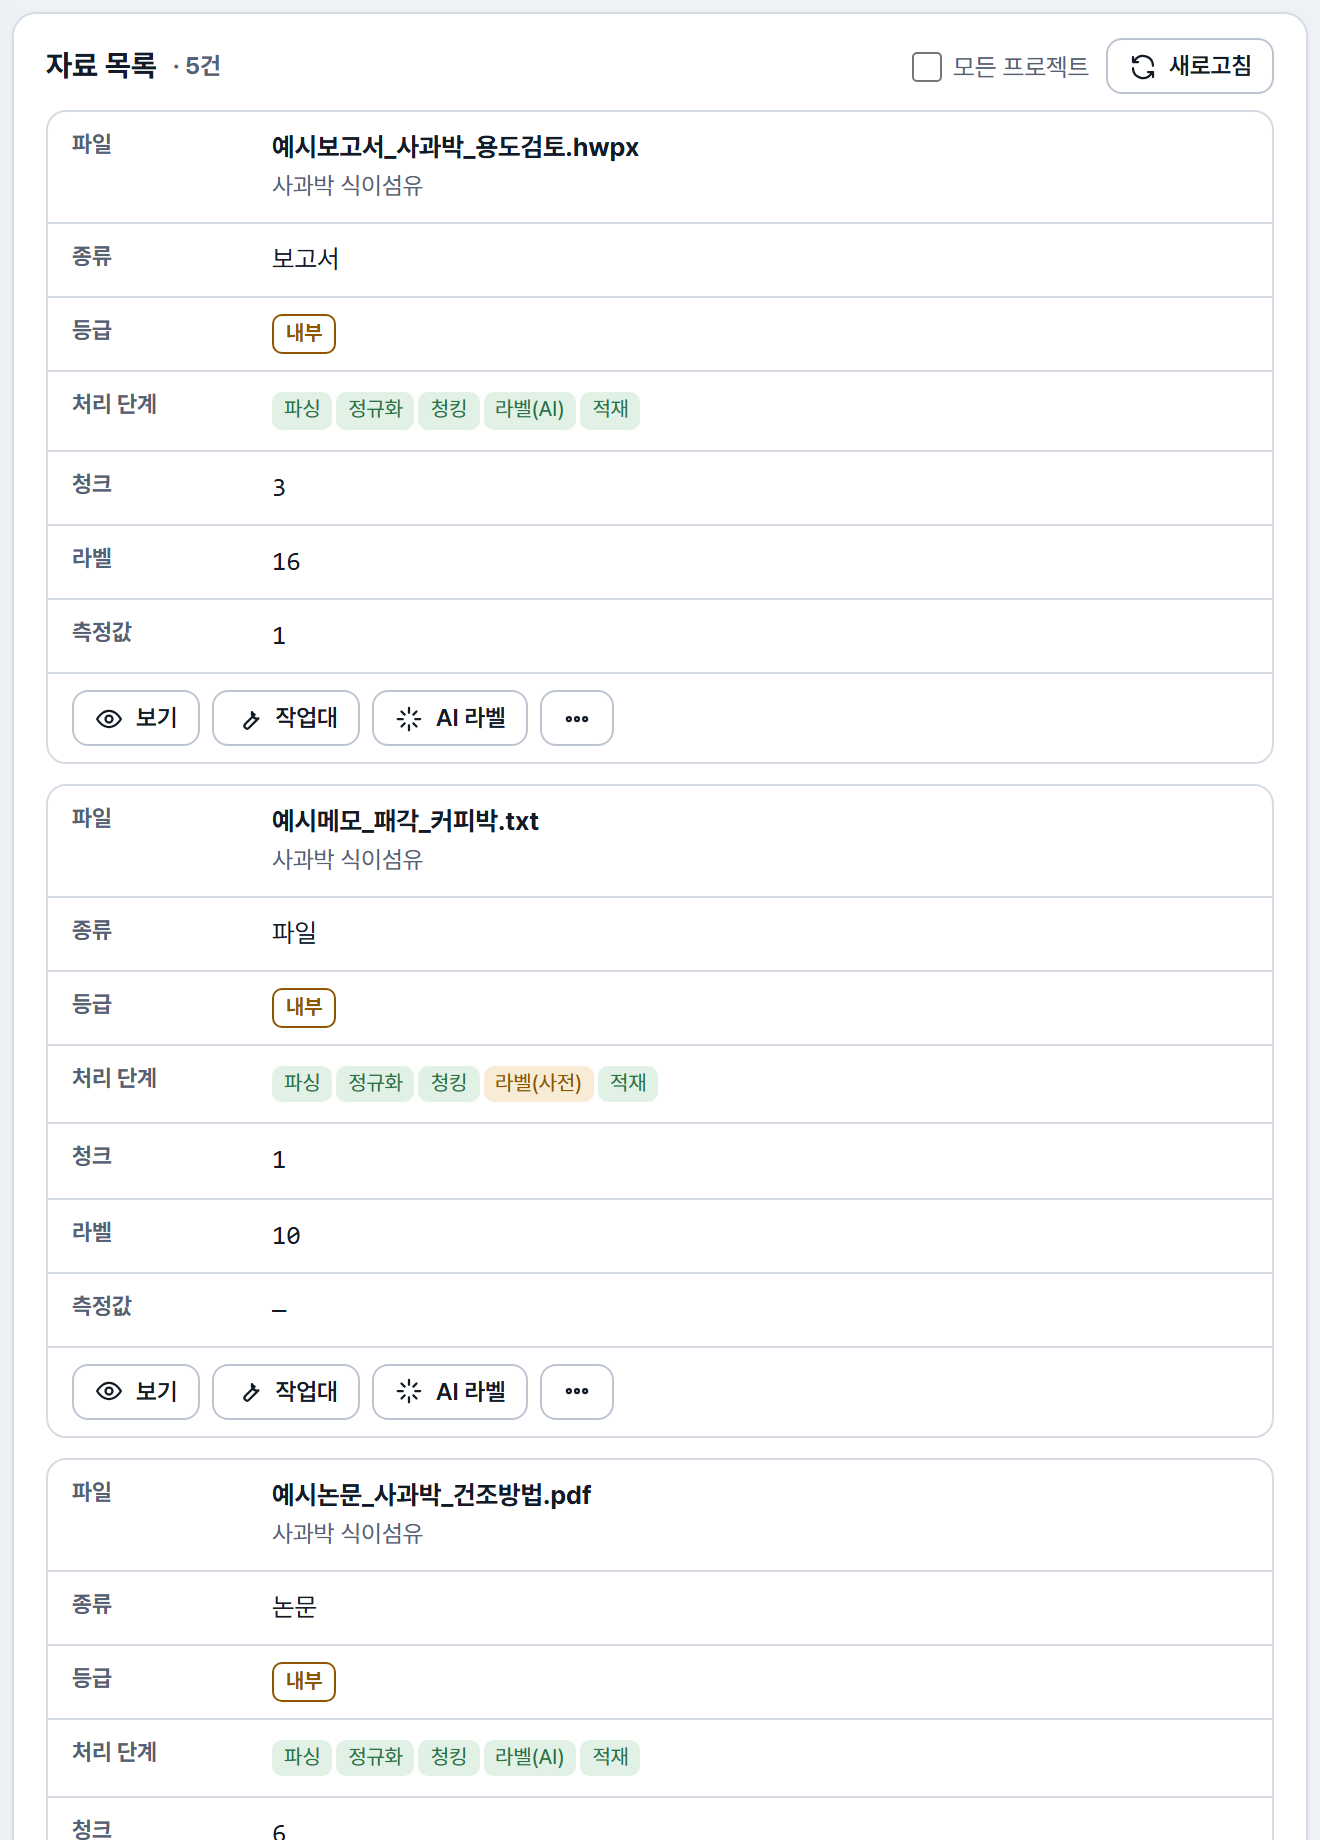 자료 목록 · 5건
모든 프로젝트
새로고침
파일 예시보고서_사과박_용도검토.hwpx
사과박 식이섬유
종류 보고서
등급 내부
처리 단계 파싱 정규화 청킹 라벨(AI) 적재
청크 3
라벨 16
측정값 1
보기 작업대 AI 라벨
파일 예시메모_패각_커피박.txt
사과박 식이섬유
종류 파일
등급 내부
처리 단계 파싱 정규화 청킹 라벨(사전) 적재
청크 1
라벨 10
측정값 —
보기 작업대 AI 라벨
파일 예시논문_사과박_건조방법.pdf
사과박 식이섬유
종류 논문
등급 내부
처리 단계 파싱 정규화 청킹 라벨(AI) 적재
청크 6